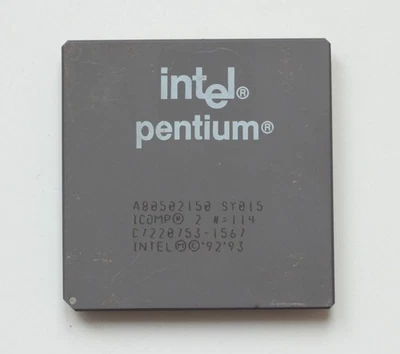 intel®
pentium®
A80502150 SY015
ICOMP® 2 #=114
C7220753-1567
INTEL Ⓜ © '92 '93